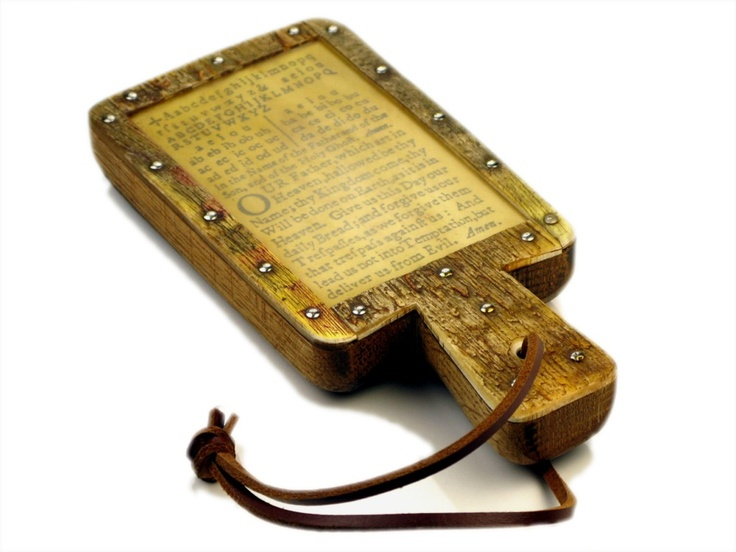 +Aabcdefghijklmnopq
rſstuvwxyz& aeiou
ABCDEFGHIJKLMNOPQ
RSTUVWXYZ
a e i o u a e i o u
ab eb ib ob ub ba be bi bo bu
ac ec ic oc uc ca ce ci co cu
ad ed id od ud da de di do du
In the Name of the Father, and of the
Son, and of the Holy Ghost. Amen.
OUR Father, which art in
Heaven, hallowed be thy
Name; thy Kingdom come, thy
Will be done on Earth, as it is in
Heaven. Give us this Day our
daily Bread; and forgive us our
Treſpaſſes, as we forgive them
that treſpaſs againſt us: And
lead us not into Temptation, but
deliver us from Evil. Amen.